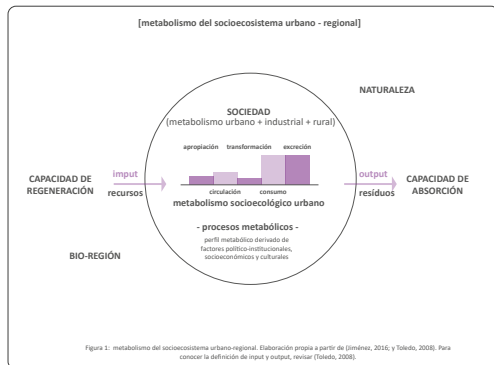 [metabolismo del socioecosistema urbano - regional]
NATURALEZA
SOCIEDAD
(metabolismo urbano + industrial + rural)
apropiación transformación excreción
circulación consumo
metabolismo socioecológico urbano
CAPACIDAD DE
REGENERACIÓN
input
recursos
output
resíduos
CAPACIDAD DE
ABSORCIÓN
- procesos metabólicos -
perfil metabólico derivado de
factores político-institucionales,
socioeconómicos y culturales
BIO-REGIÓN
Figura 1: metabolismo del socioecosistema urbano-regional. Elaboración propia a partir de (Jiménez, 2016; y Toledo, 2008). Para
conocer la definición de input y output, revisar (Toledo, 2008).